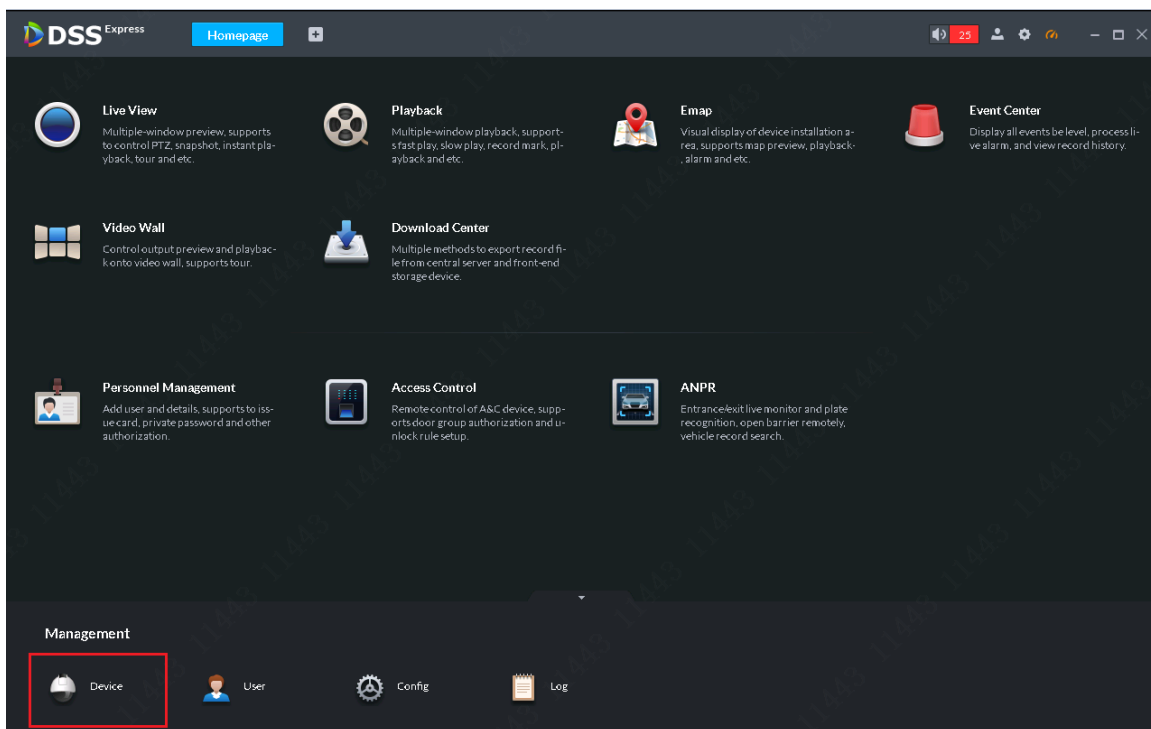 DSS Express
Homepage
25
Live View
Multiple-window preview, supports
to control PTZ, snapshot, instant pla-
yback, tour and etc.
Playback
Multiple-window playback, support-
s fast play, slow play, record mark, pl-
ayback and etc.
Emap
Visual display of device installation a-
rea, supports map preview, playback-
, alarm and etc.
Event Center
Display all events be level, process li-
ve alarm, and view record history.
Video Wall
Control output preview and playbac-
k onto video wall, supports tour.
Download Center
Multiple methods to export record fi-
le from central server and front-end
storage device.
Personnel Management
Add user and details, supports to iss-
ue card, private password and other
authorization.
Access Control
Remote control of A&C device, supp-
orts door group authorization and u-
nlock rule setup.
ANPR
Entrance/exit live monitor and plate
recognition, open barrier remotely,
vehicle record search.
Management
Device
User
Config
Log